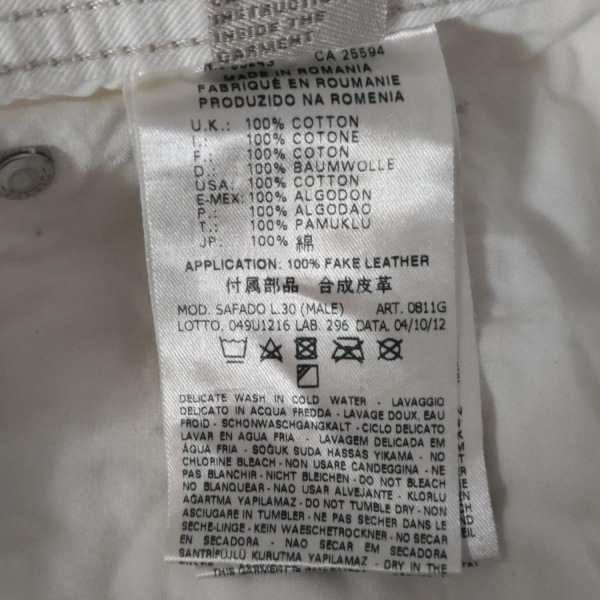 INSTRUCTIO
INSIDE THE
GARMENT
CA 25594
MADE IN ROMANIA
FABRIQUÉ EN ROUMANIE
PRODUZIDO NA ROMENIA
U.K.: 100% COTTON
I.: 100% COTONE
F.: 100% COTON
D.: 100% BAUMWOLLE
USA: 100% COTTON
E-MEX: 100% ALGODON
P.: 100% ALGODAO
T.: 100% PAMUKLU
JP: 100% 綿
APPLICATION: 100% FAKE LEATHER
付属部品 合成皮革
MOD. SAFADO L.30 (MALE) ART. 0811G
LOTTO. 049U1216 LAB. 296 DATA. 04/10/12
DELICATE WASH IN COLD WATER - LAVAGGIO
DELICATO IN ACQUA FREDDA - LAVAGE DOUX, EAU
FROID - SCHONWASCHGANGKALT - CICLO DELICATO
LAVAR EN AGUA FRIA - LAVAGEM DELICADA EM
ÁGUA FRIA - SOĞUK SUDA HASSAS YIKAMA - NO
CHLORINE BLEACH - NON USARE CANDEGGINA - NE
PAS BLANCHIR - NICHT BLEICHEN - DO NOT BLEACH
NO BLANQUEAR - NAO USAR ALVEJANTE - KLORLU
AĞARTMA YAPILAMAZ - DO NOT TUMBLE DRY - NON
ASCIUGARE IN TUMBLER - NE PAS SECHER DANS LE
SECHE-LINGE - KEIN WAESCHETROCKNER - NO SECAR
EN SECADORA - NAO SECAR EM SECADORA
SANTRİFÜJLÜ KURUTMA YAPILAMAZ - DRY IN THE
THIS GARMENT